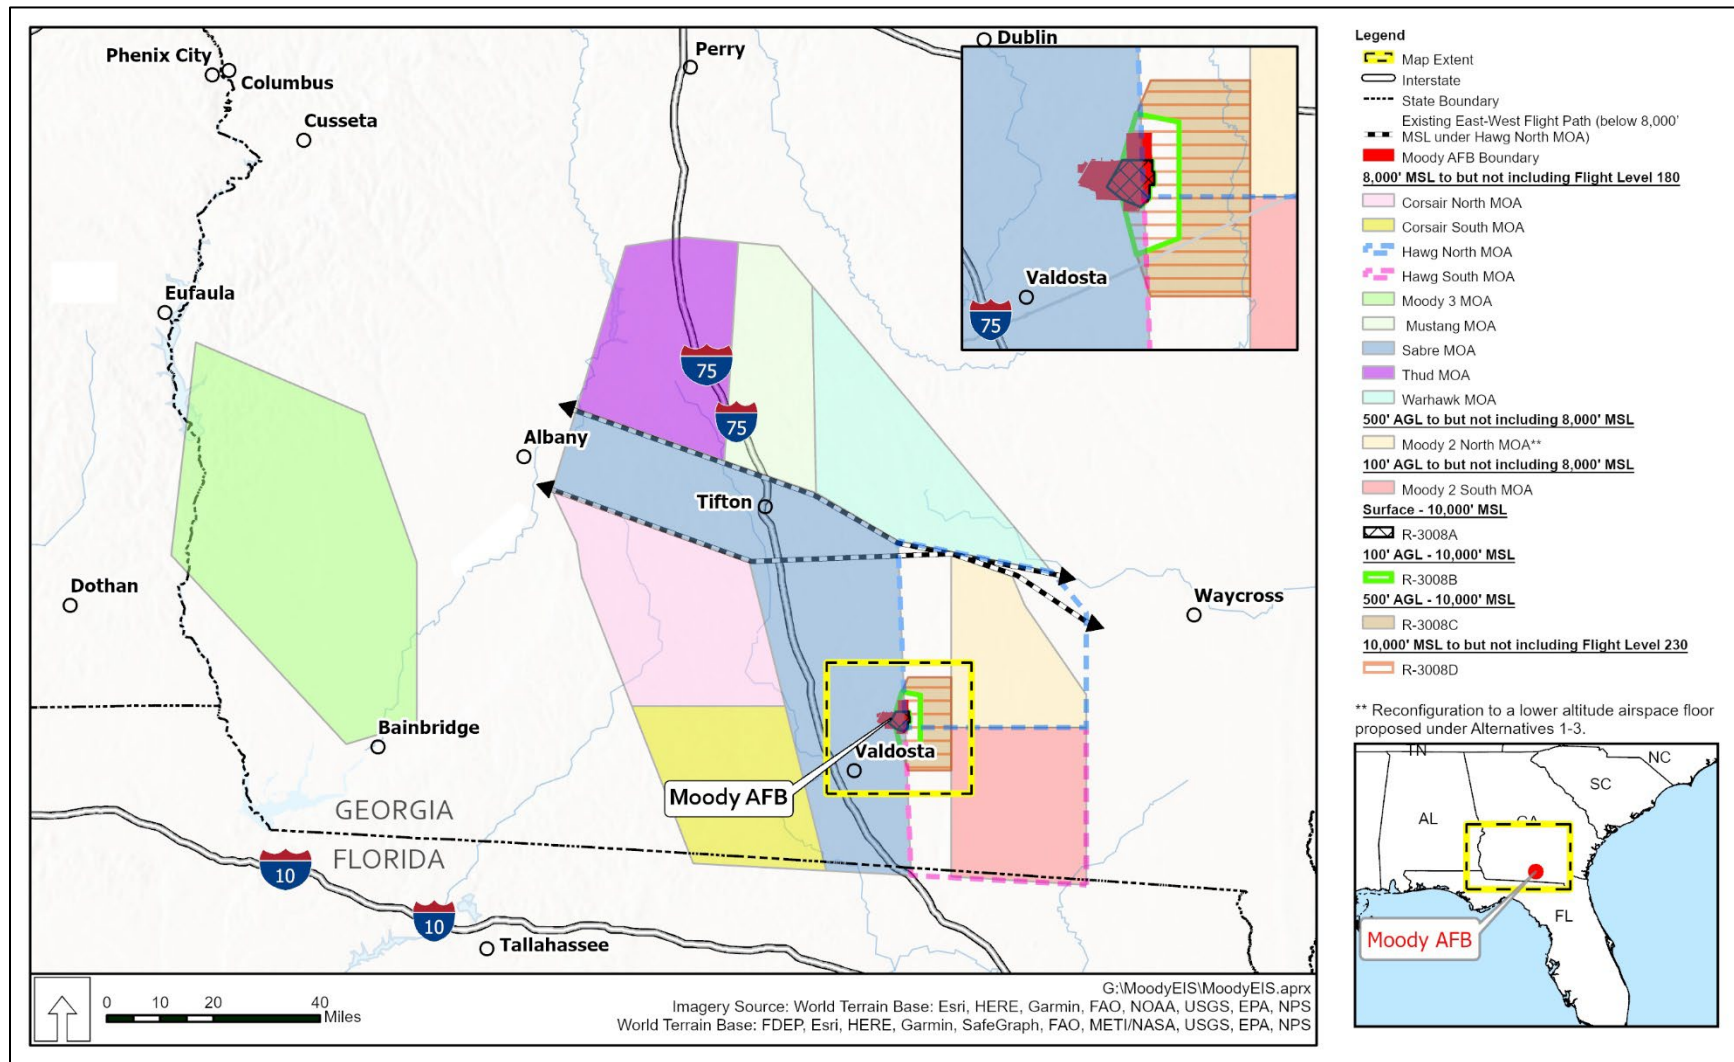 Phenix City
Columbus
Cusseta
Perry
Dublin
Eufaula
75
75
Albany
Tifton
Dothan
Waycross
Bainbridge
Valdosta
Moody AFB
GEORGIA
FLORIDA
10
10
Tallahassee
Valdosta
75
0 10 20 40
Miles
G:\MoodyEIS\MoodyEIS.aprx
Imagery Source: World Terrain Base: Esri, HERE, Garmin, FAO, NOAA, USGS, EPA, NPS
World Terrain Base: FDEP, Esri, HERE, Garmin, SafeGraph, FAO, METI/NASA, USGS, EPA, NPS
Legend
Map Extent
Interstate
State Boundary
Existing East-West Flight Path (below 8,000'
MSL under Hawg North MOA)
Moody AFB Boundary
8,000' MSL to but not including Flight Level 180
Corsair North MOA
Corsair South MOA
Hawg North MOA
Hawg South MOA
Moody 3 MOA
Mustang MOA
Sabre MOA
Thud MOA
Warhawk MOA
500' AGL to but not including 8,000' MSL
Moody 2 North MOA**
100' AGL to but not including 8,000' MSL
Moody 2 South MOA
Surface - 10,000' MSL
R-3008A
100' AGL - 10,000' MSL
R-3008B
500' AGL - 10,000' MSL
R-3008C
10,000' MSL to but not including Flight Level 230
R-3008D
** Reconfiguration to a lower altitude airspace floor
proposed under Alternatives 1-3.
TN
NC
SC
AL
GA
FL
Moody AFB